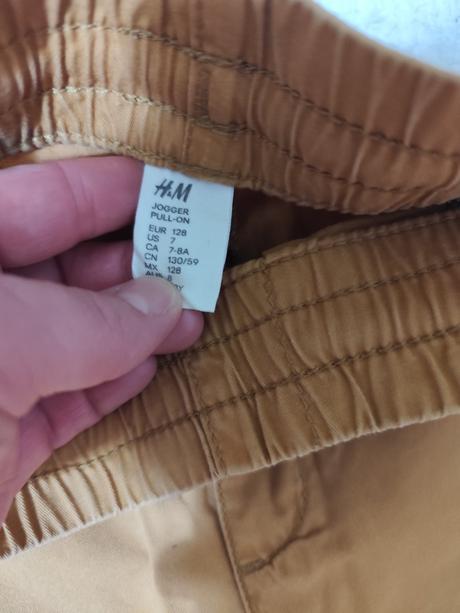 H&M
JOGGER
PULL-ON
EUR 128
US 7
CA 7-8A
CN 130/59
MX 128